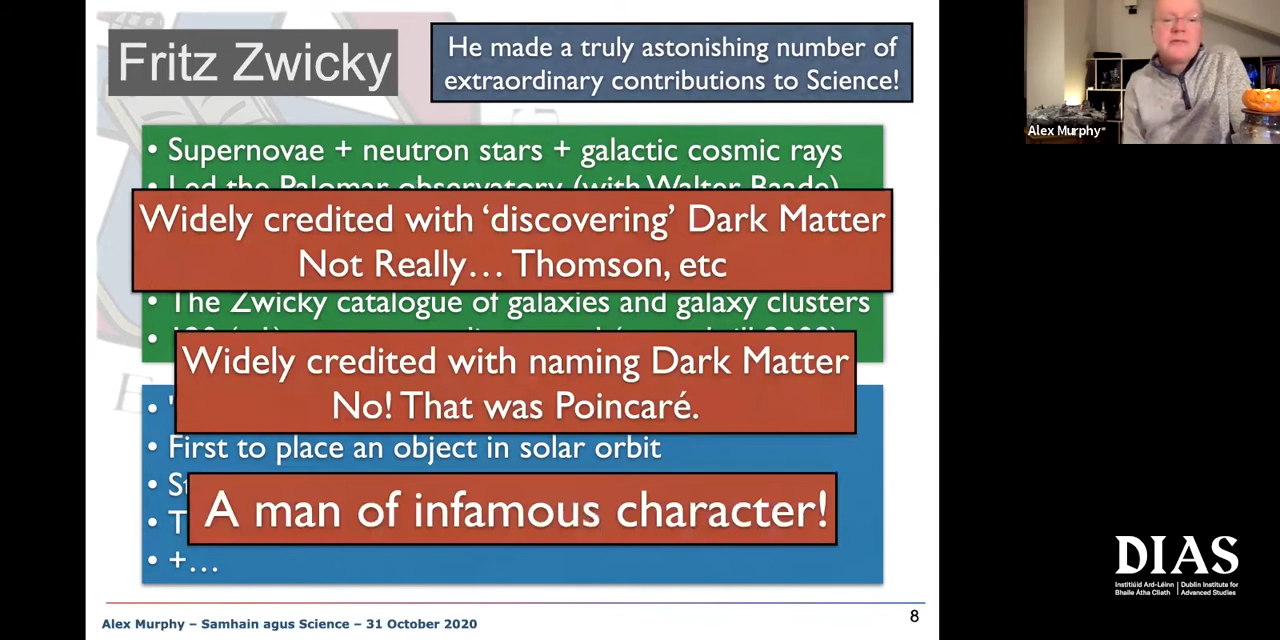 Fritz Zwicky
He made a truly astonishing number of
extraordinary contributions to Science!
• Supernovae + neutron stars + galactic cosmic rays
• Led the Palomar observatory (with Walter Baade)
Widely credited with ‘discovering’ Dark Matter
Not Really… Thomson, etc
• The Zwicky catalogue of galaxies and galaxy clusters
Widely credited with naming Dark Matter
No! That was Poincaré.
• First to place an object in solar orbit
A man of infamous character!
• +…
Alex Murphy – Samhain agus Science – 31 October 2020
8
Alex Murphy
DIAS
Institiúid Ard-Léinn
Bhaile Átha Cliath
Dublin Institute for
Advanced Studies